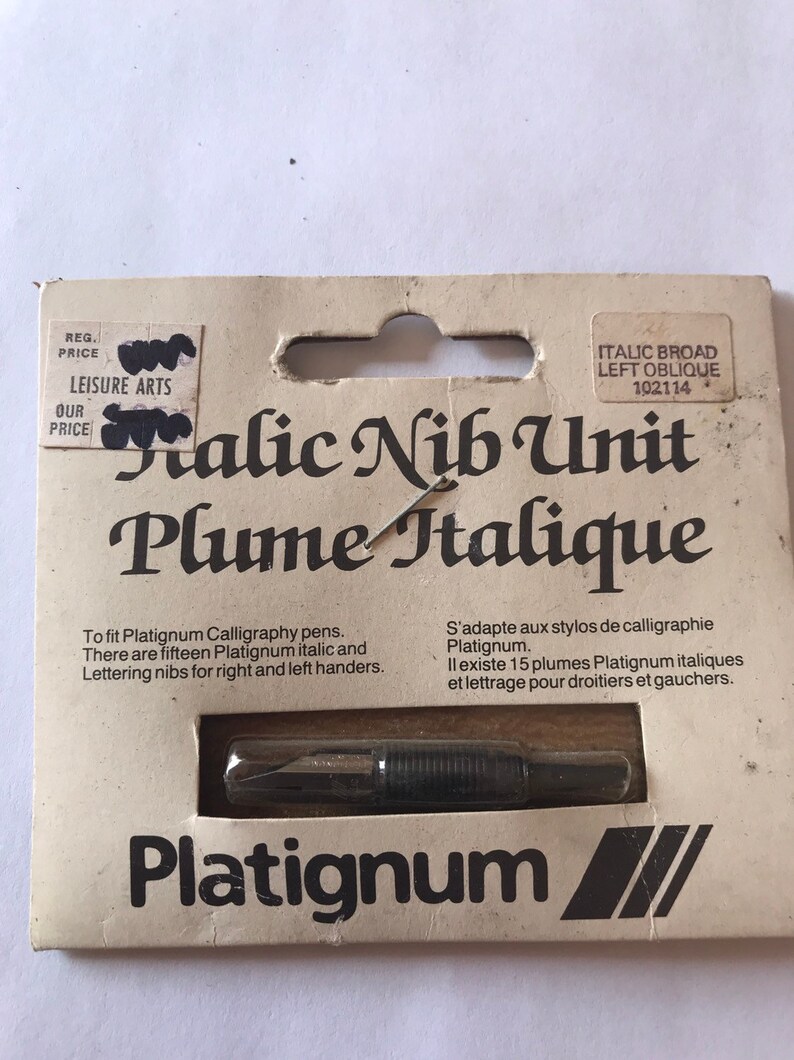 REG.
PRICE
LEISURE ARTS
OUR
PRICE
ITALIC BROAD
LEFT OBLIQUE
102114
Italic Nib Unit
Plume Italique
To fit Platignum Calligraphy pens.
There are fifteen Platignum italic and
Lettering nibs for right and left handers.
S'adapte aux stylos de calligraphie
Platignum.
Il existe 15 plumes Platignum italiques
et lettrage pour droitiers et gauchers.
Platignum